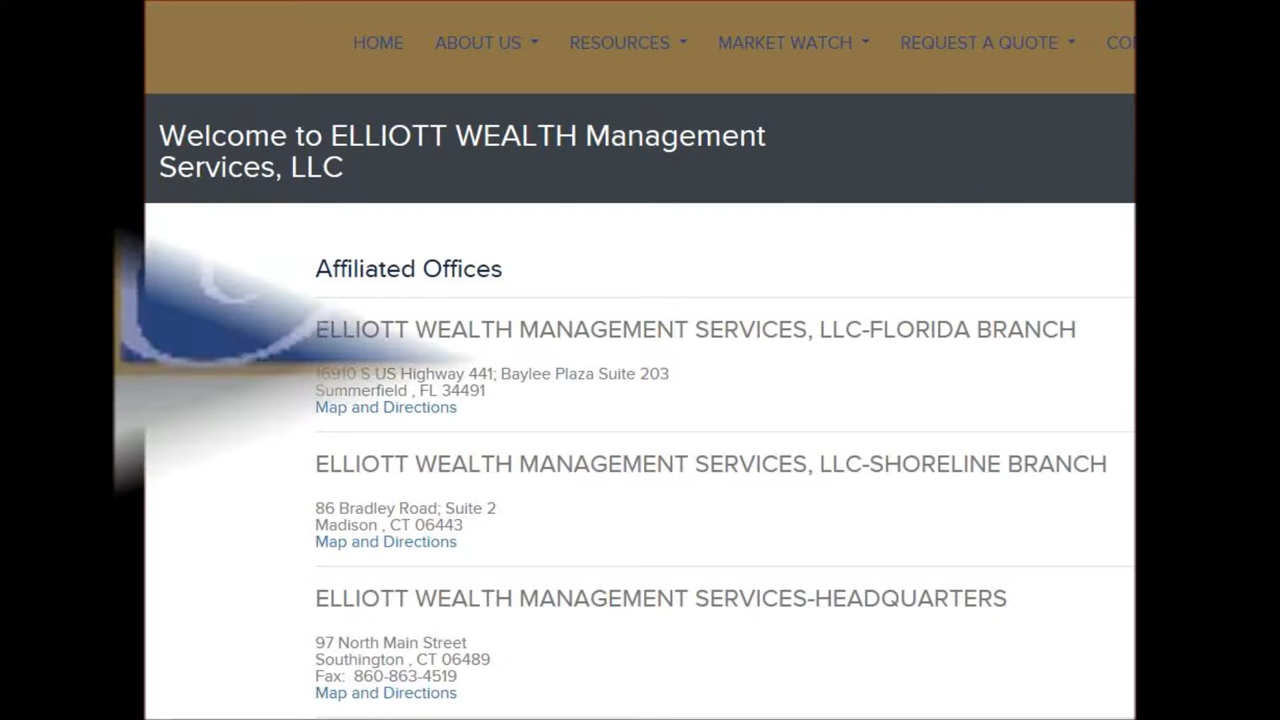 HOME ABOUT US RESOURCES MARKET WATCH REQUEST A QUOTE
Welcome to ELLIOTT WEALTH Management
Services, LLC
Affiliated Offices
ELLIOTT WEALTH MANAGEMENT SERVICES, LLC-FLORIDA BRANCH
16910 S US Highway 441; Baylee Plaza Suite 203
Summerfield , FL 34491
Map and Directions
ELLIOTT WEALTH MANAGEMENT SERVICES, LLC-SHORELINE BRANCH
86 Bradley Road; Suite 2
Madison , CT 06443
Map and Directions
ELLIOTT WEALTH MANAGEMENT SERVICES-HEADQUARTERS
97 North Main Street
Southington , CT 06489
Fax: 860-863-4519
Map and Directions